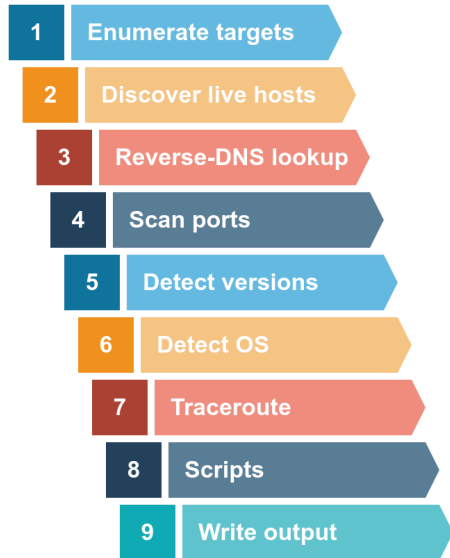 1 Enumerate targets
2 Discover live hosts
3 Reverse-DNS lookup
4 Scan ports
5 Detect versions
6 Detect OS
7 Traceroute
8 Scripts
9 Write output